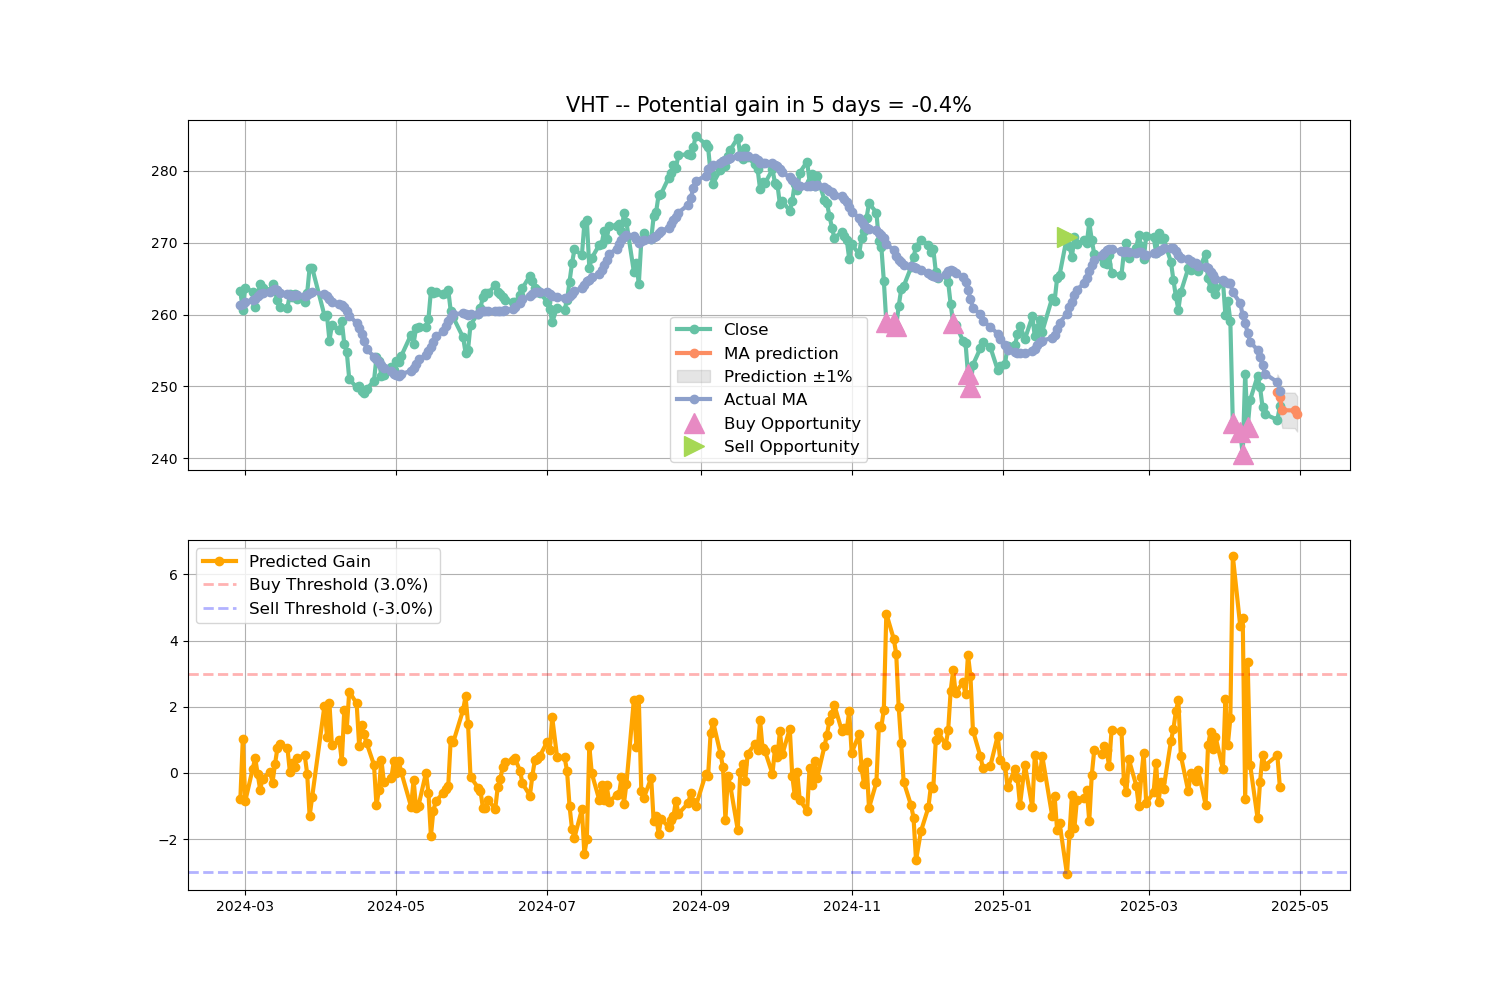 VHT -- Potential gain in 5 days = -0.4%
280
270
260
250
240
Close
MA prediction
Prediction ±1%
Actual MA
Buy Opportunity
Sell Opportunity
Predicted Gain
Buy Threshold (3.0%)
Sell Threshold (-3.0%)
6
4
2
0
−2
2024-03 2024-05 2024-07 2024-09 2024-11 2025-01 2025-03 2025-05